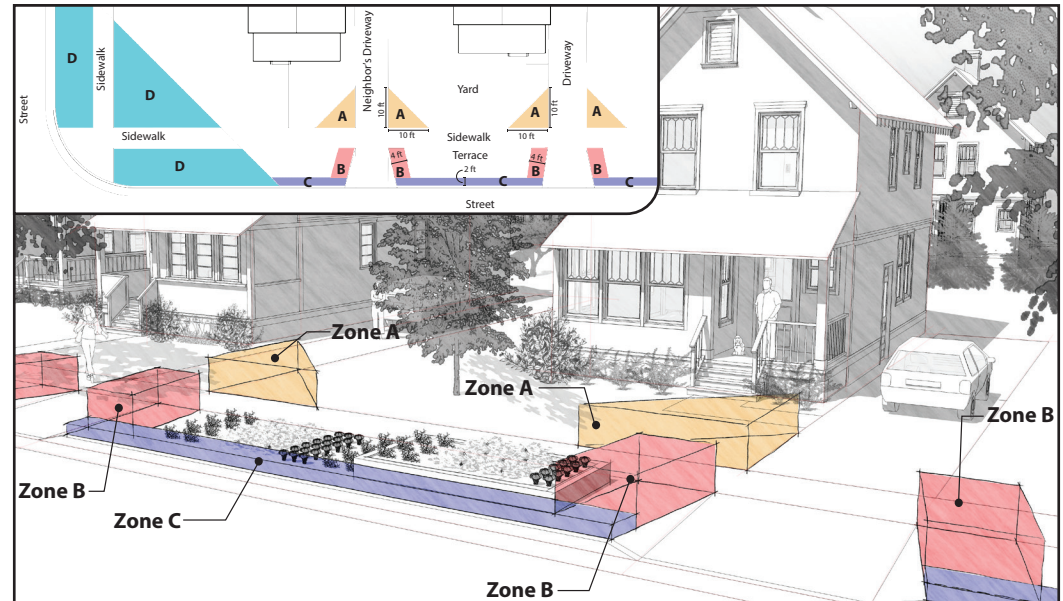 D
Sidewalk
Street
D
Sidewalk
D
Neighbor's Driveway
Driveway
Yard
A
10 ft
A
10 ft
A
10 ft
10 ft
A
Sidewalk
Terrace
2 ft
B
4 ft
B
4 ft
B
B
C
C
C
Street
Zone A
Zone A
Zone B
Zone B
Zone C
Zone B